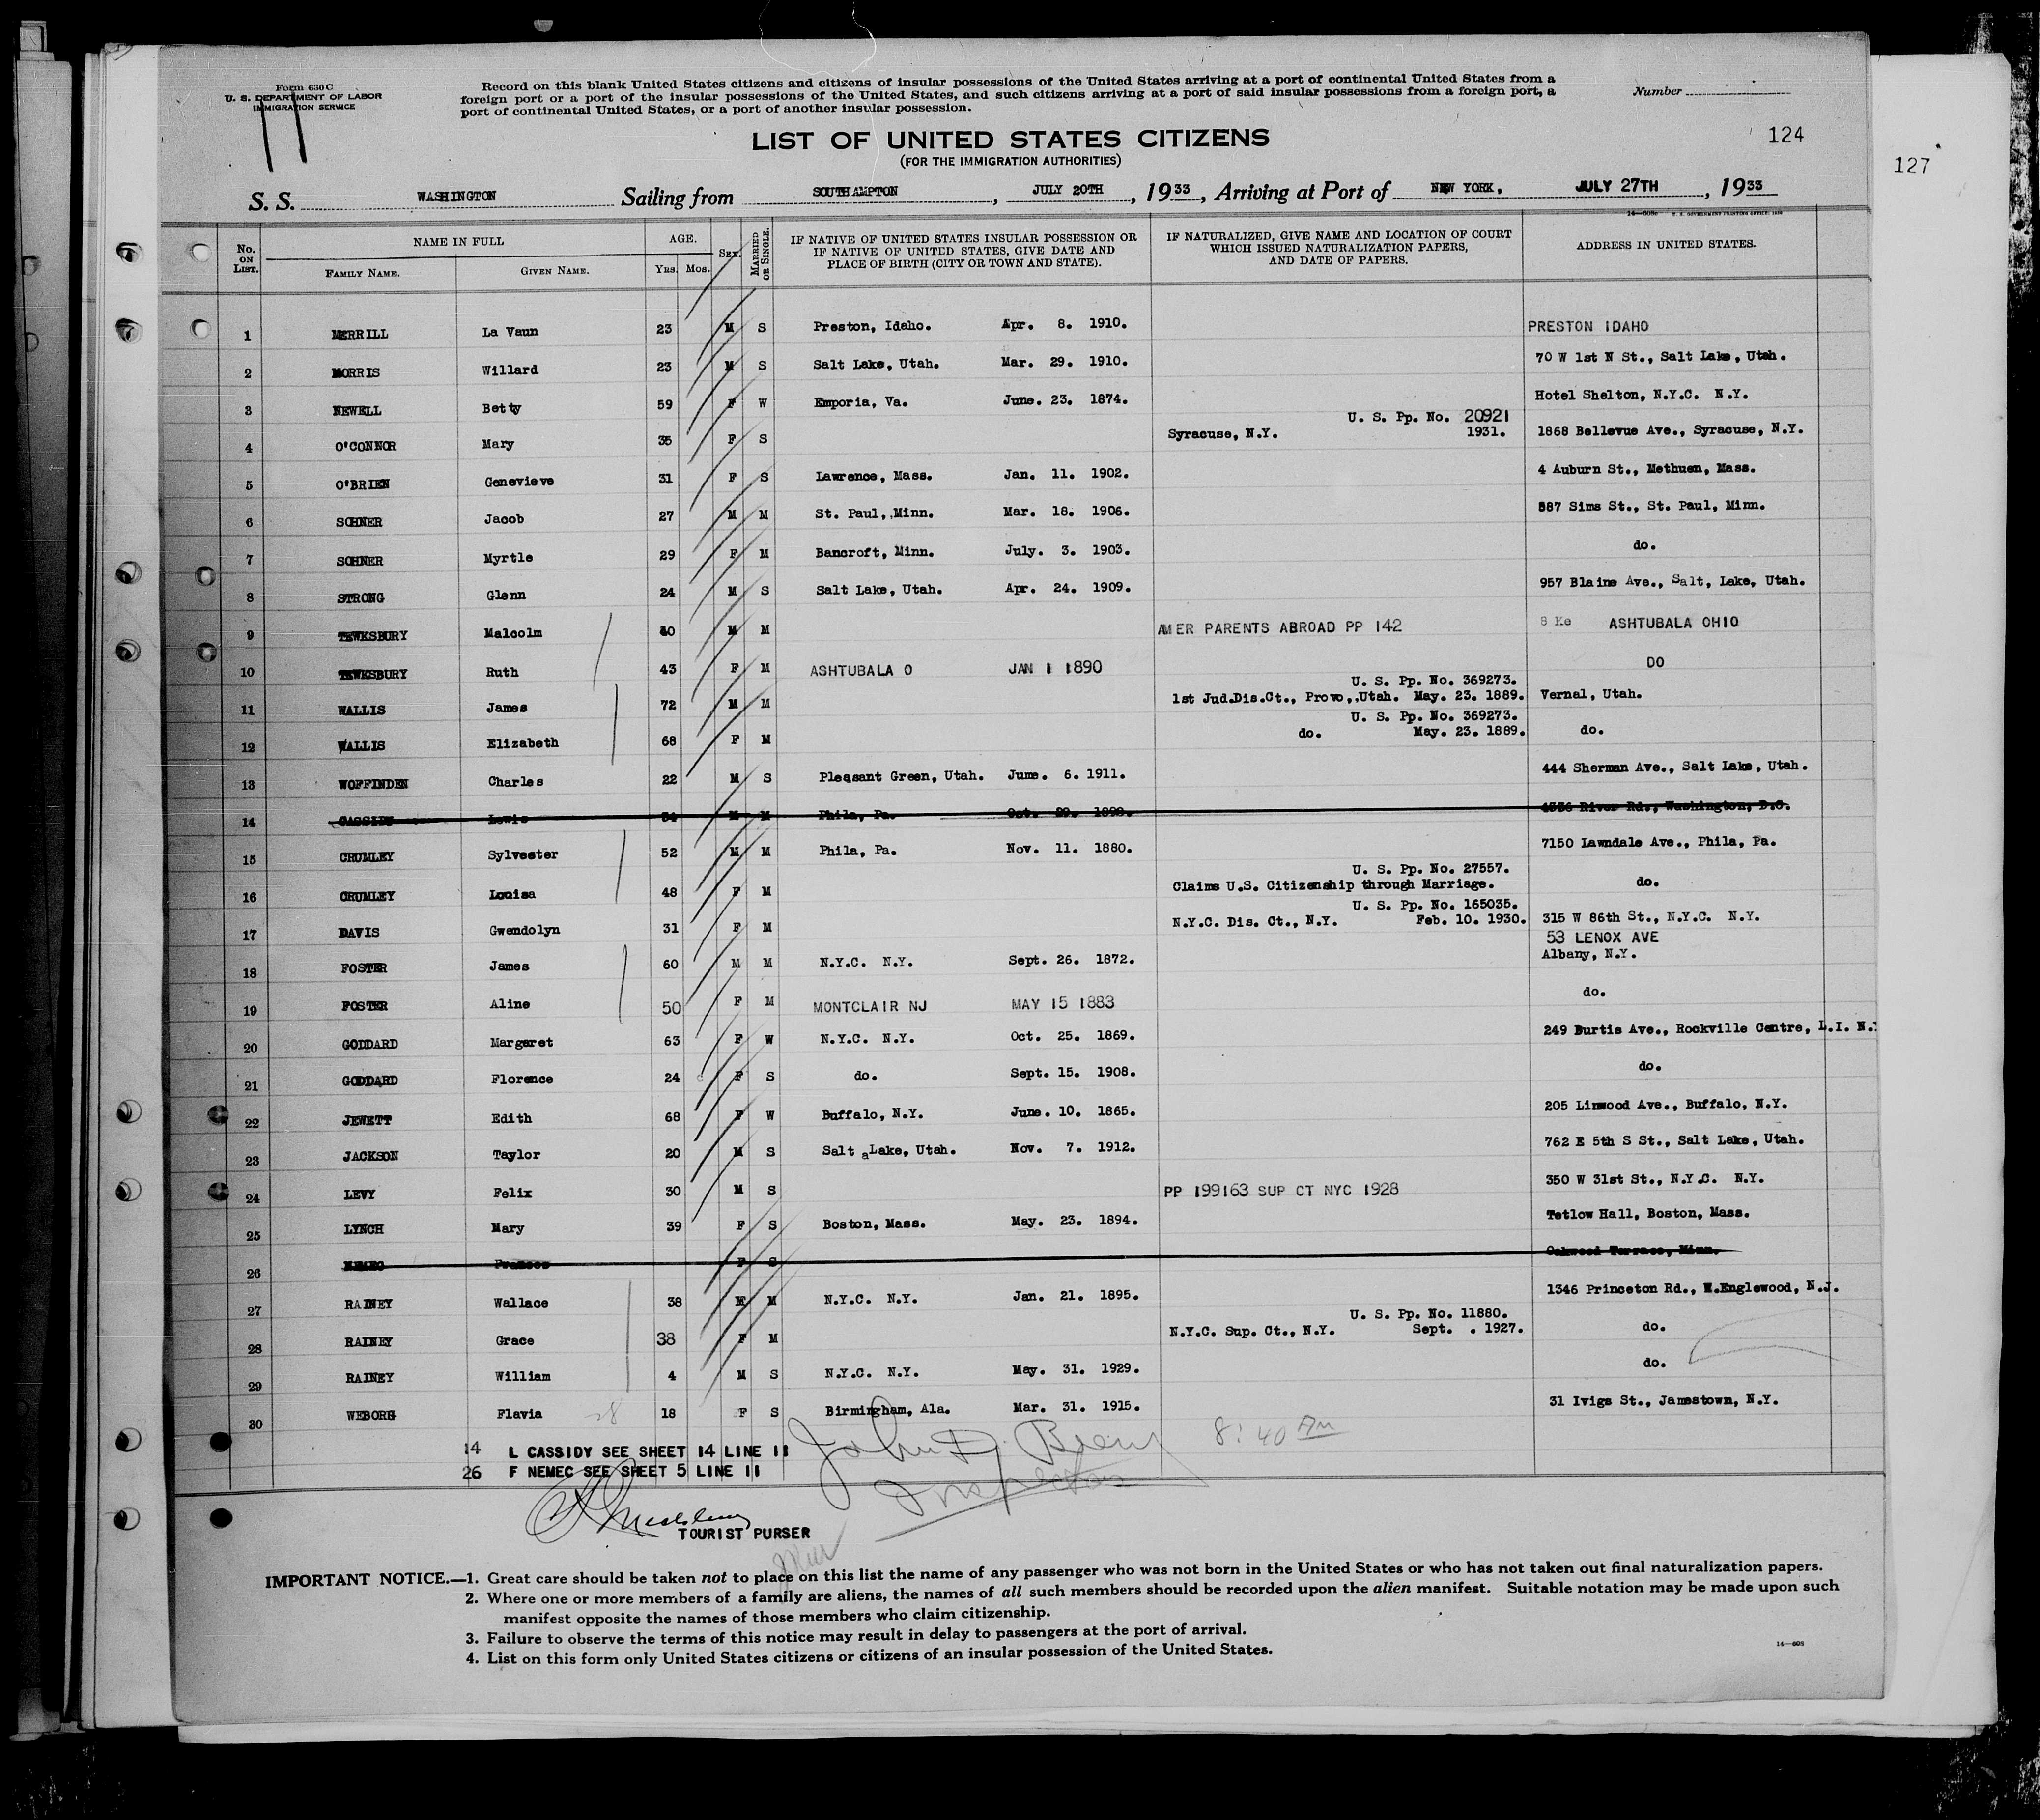 Form 630 C
U. S. DEPARTMENT OF LABOR
IMMIGRATION SERVICE
Record on this blank United States citizens and citizens of insular possessions of the United States arriving at a port of continental United States from a
foreign port or a port of the insular possessions of the United States, and such citizens arriving at a port of said insular possessions from a foreign port, a
port of continental United States, or a port of another insular possession.
Number
124
127
LIST OF UNITED STATES CITIZENS
(FOR THE IMMIGRATION AUTHORITIES)
S. S. WASHINGTON Sailing from SOUTHAMPTON, JULY 20TH, 1933, Arriving at Port of NEW YORK, JULY 27TH, 1933
14—608c U. S. GOVERNMENT PRINTING OFFICE: 1930
No. ON LIST. NAME IN FULL FAMILY NAME. GIVEN NAME. AGE. YRS. MOS. SEX. MARRIED OR SINGLE. IF NATIVE OF UNITED STATES INSULAR POSSESSION OR IF NATIVE OF UNITED STATES, GIVE DATE AND PLACE OF BIRTH (CITY OR TOWN AND STATE). IF NATURALIZED, GIVE NAME AND LOCATION OF COURT WHICH ISSUED NATURALIZATION PAPERS, AND DATE OF PAPERS. ADDRESS IN UNITED STATES.
1 MERRILL La Vaun 23 M S Preston, Idaho. Apr. 8. 1910. PRESTON IDAHO
2 MORRIS Willard 23 M S Salt Lake, Utah. Mar. 29. 1910. 70 W 1st N St., Salt Lake, Utah.
3 NEWELL Betty 59 F W Emporia, Va. June. 23. 1874. Hotel Shelton, N.Y.C. N.Y.
U. S. Pp. No. 20921
4 O'CONNOR Mary 35 F S Syracuse, N.Y. 1931. 1868 Bellevue Ave., Syracuse, N.Y.
5 O'BRIEN Genevieve 31 F S Lawrence, Mass. Jan. 11. 1902. 4 Auburn St., Methuen, Mass.
6 SOHNER Jacob 27 M M St. Paul,,Minn. Mar. 18. 1906. 887 Sims St., St. Paul, Minn.
7 SOHNER Myrtle 29 F M Bancroft, Minn. July. 3. 1903. do.
8 STRONG Glenn 24 M S Salt Lake, Utah. Apr. 24. 1909. 957 Blaine Ave., Salt, Lake, Utah.
9 TEWKSBURY Malcolm 40 M M AMER PARENTS ABROAD PP 142 8 Ke ASHTUBALA OHIO
10 TEWKSBURY Ruth 43 F M ASHTUBALA O JAN 1 1890 DO
U. S. Pp. No. 369273.
11 WALLIS James 72 M M 1st Jud.Dis.Ct., Provo,,Utah. May. 23. 1889. Vernal, Utah.
U. S. Pp. No. 369273.
12 WALLIS Elizabeth 68 F M do. May. 23. 1889. do.
13 WOFFINDEN Charles 22 M S Pleasant Green, Utah. June. 6. 1911. 444 Sherman Ave., Salt Lake, Utah.
14 CASSIDY Lewis 34 M M Phila, Pa. Oct. 29. 1898. 4336 River Rd., Washington, D.C.
15 CRUMLEY Sylvester 52 M M Phila, Pa. Nov. 11. 1880. 7150 Lawndale Ave., Phila, Pa.
U. S. Pp. No. 27557.
16 CRUMLEY Louisa 48 F M Claims U.S. Citizenship through Marriage. do.
U. S. Pp. No. 165035.
17 DAVIS Gwendolyn 31 F M N.Y.C. Dis. Ct., N.Y. Feb. 10. 1930. 315 W 86th St., N.Y.C. N.Y.
53 LENOX AVE
18 FOSTER James 60 M M N.Y.C. N.Y. Sept. 26. 1872. Albany, N.Y.
19 FOSTER Aline 50 F M MONTCLAIR NJ MAY 15 1883 do.
20 GODDARD Margaret 63 F W N.Y.C. N.Y. Oct. 25. 1869. 249 Burtis Ave., Rockville Centre, L.I. N.Y
21 GODDARD Florence 24 F S do. Sept. 15. 1908. do.
22 JEWETT Edith 68 F W Buffalo, N.Y. June. 10. 1865. 205 Linwood Ave., Buffalo, N.Y.
23 JACKSON Taylor 20 M S Salt aLake, Utah. Nov. 7. 1912. 762 E 5th S St., Salt Lake, Utah.
24 LEVY Felix 30 M S PP 199163 SUP CT NYC 1928 350 W 31st St., N.Y.C. N.Y.
25 LYNCH Mary 39 F S Boston, Mass. May. 23. 1894. Tetlow Hall, Boston, Mass.
26 NEMEC Frances F S Oakwood Terrace, Minn.
27 RAINEY Wallace 38 M M N.Y.C. N.Y. Jan. 21. 1895. 1346 Princeton Rd., W.Englewood, N.J.
U. S. Pp. No. 11880.
28 RAINEY Grace 38 F M N.Y.C. Sup. Ct., N.Y. Sept. . 1927. do.
29 RAINEY William 4 M S N.Y.C. N.Y. May. 31. 1929. do.
30 WEBORG Flavia 28 18 F S Birmingham, Ala. Mar. 31. 1915. 31 Ivigs St., Jamestown, N.Y.
14 L CASSIDY SEE SHEET 14 LINE 11
26 F NEMEC SEE SHEET 5 LINE 11
8:40 Am
Inspector
TOURIST PURSER
IMPORTANT NOTICE.—1. Great care should be taken not to place on this list the name of any passenger who was not born in the United States or who has not taken out final naturalization papers.
2. Where one or more members of a family are aliens, the names of all such members should be recorded upon the alien manifest. Suitable notation may be made upon such
manifest opposite the names of those members who claim citizenship.
3. Failure to observe the terms of this notice may result in delay to passengers at the port of arrival.
4. List on this form only United States citizens or citizens of an insular possession of the United States.
14—608